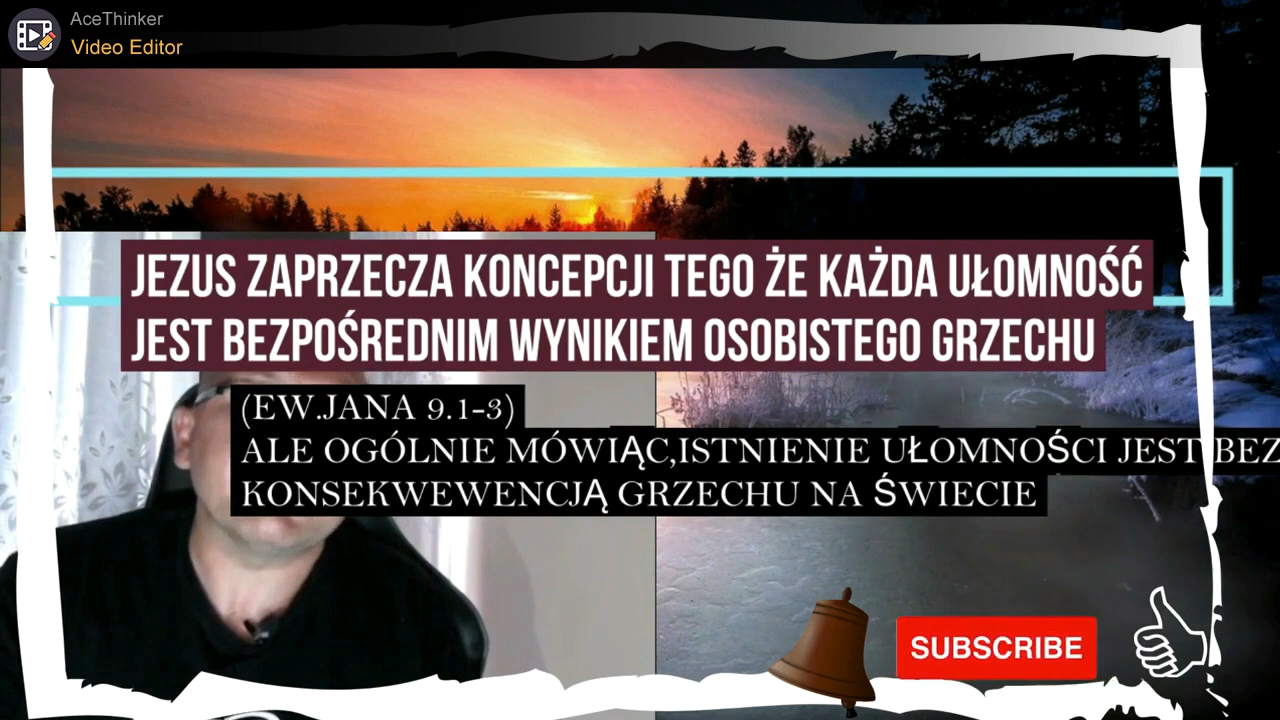 AceThinker
Video Editor
JEZUS ZAPRZECZA KONCEPCJI TEGO ŻE KAŻDA UŁOMNOŚĆ
JEST BEZPOŚREDNIM WYNIKIEM OSOBISTEGO GRZECHU
(EW.JANA 9.1-3)
ALE OGÓLNIE MÓWIĄC,ISTNIENIE UŁOMNOŚCI JEST BEZ
KONSEKWEWENCJĄ GRZECHU NA ŚWIECIE
SUBSCRIBE